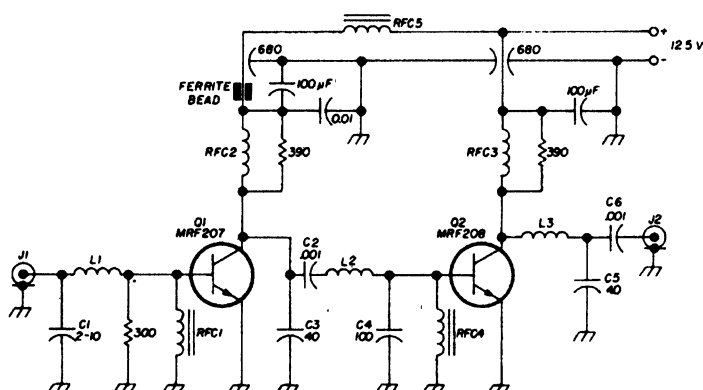 RFC5
680
680
+
12.5 V
-
FERRITE
BEAD
100µF
0.01
100µF
RFC2
390
RFC3
390
Q1
MRF207
Q2
MRF208
C6
.001
J2
J1
L1
C2
.001
L2
L3
C1
2-10
300
RFC1
C3
40
C4
100
RFC4
C5
40